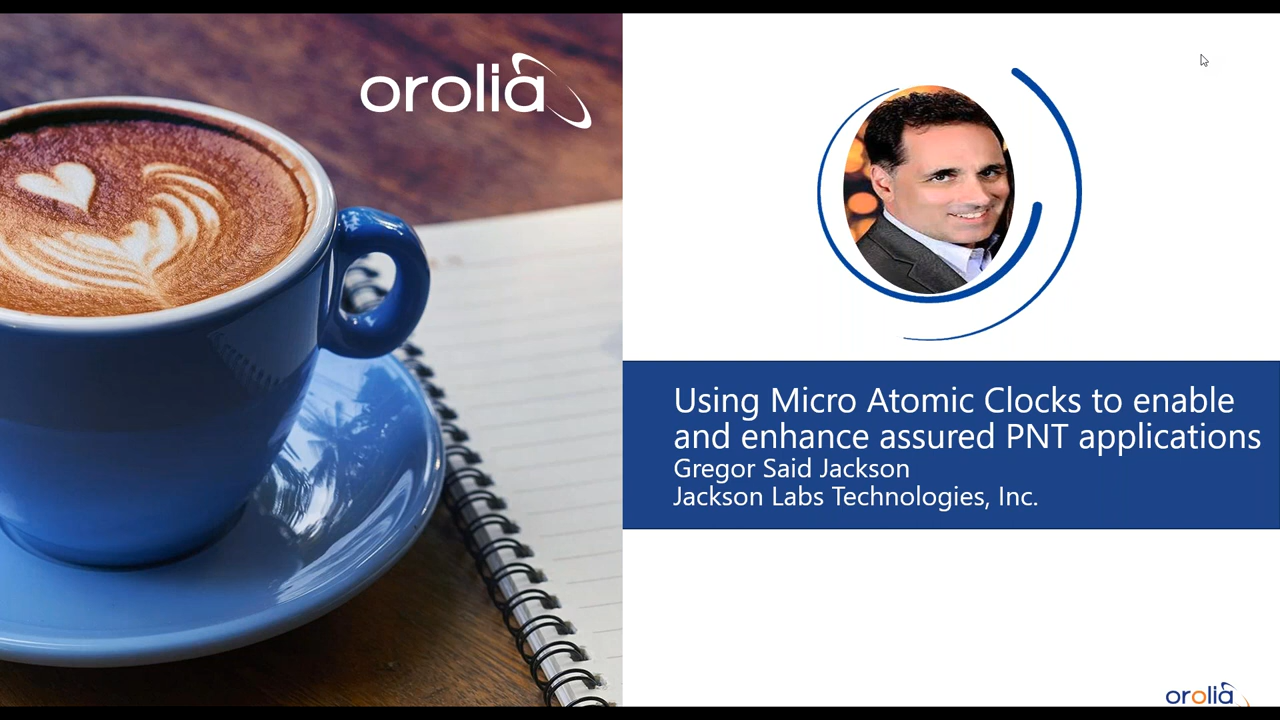 orolia
Using Micro Atomic Clocks to enable
and enhance assured PNT applications
Gregor Said Jackson
Jackson Labs Technologies, Inc.
orolia